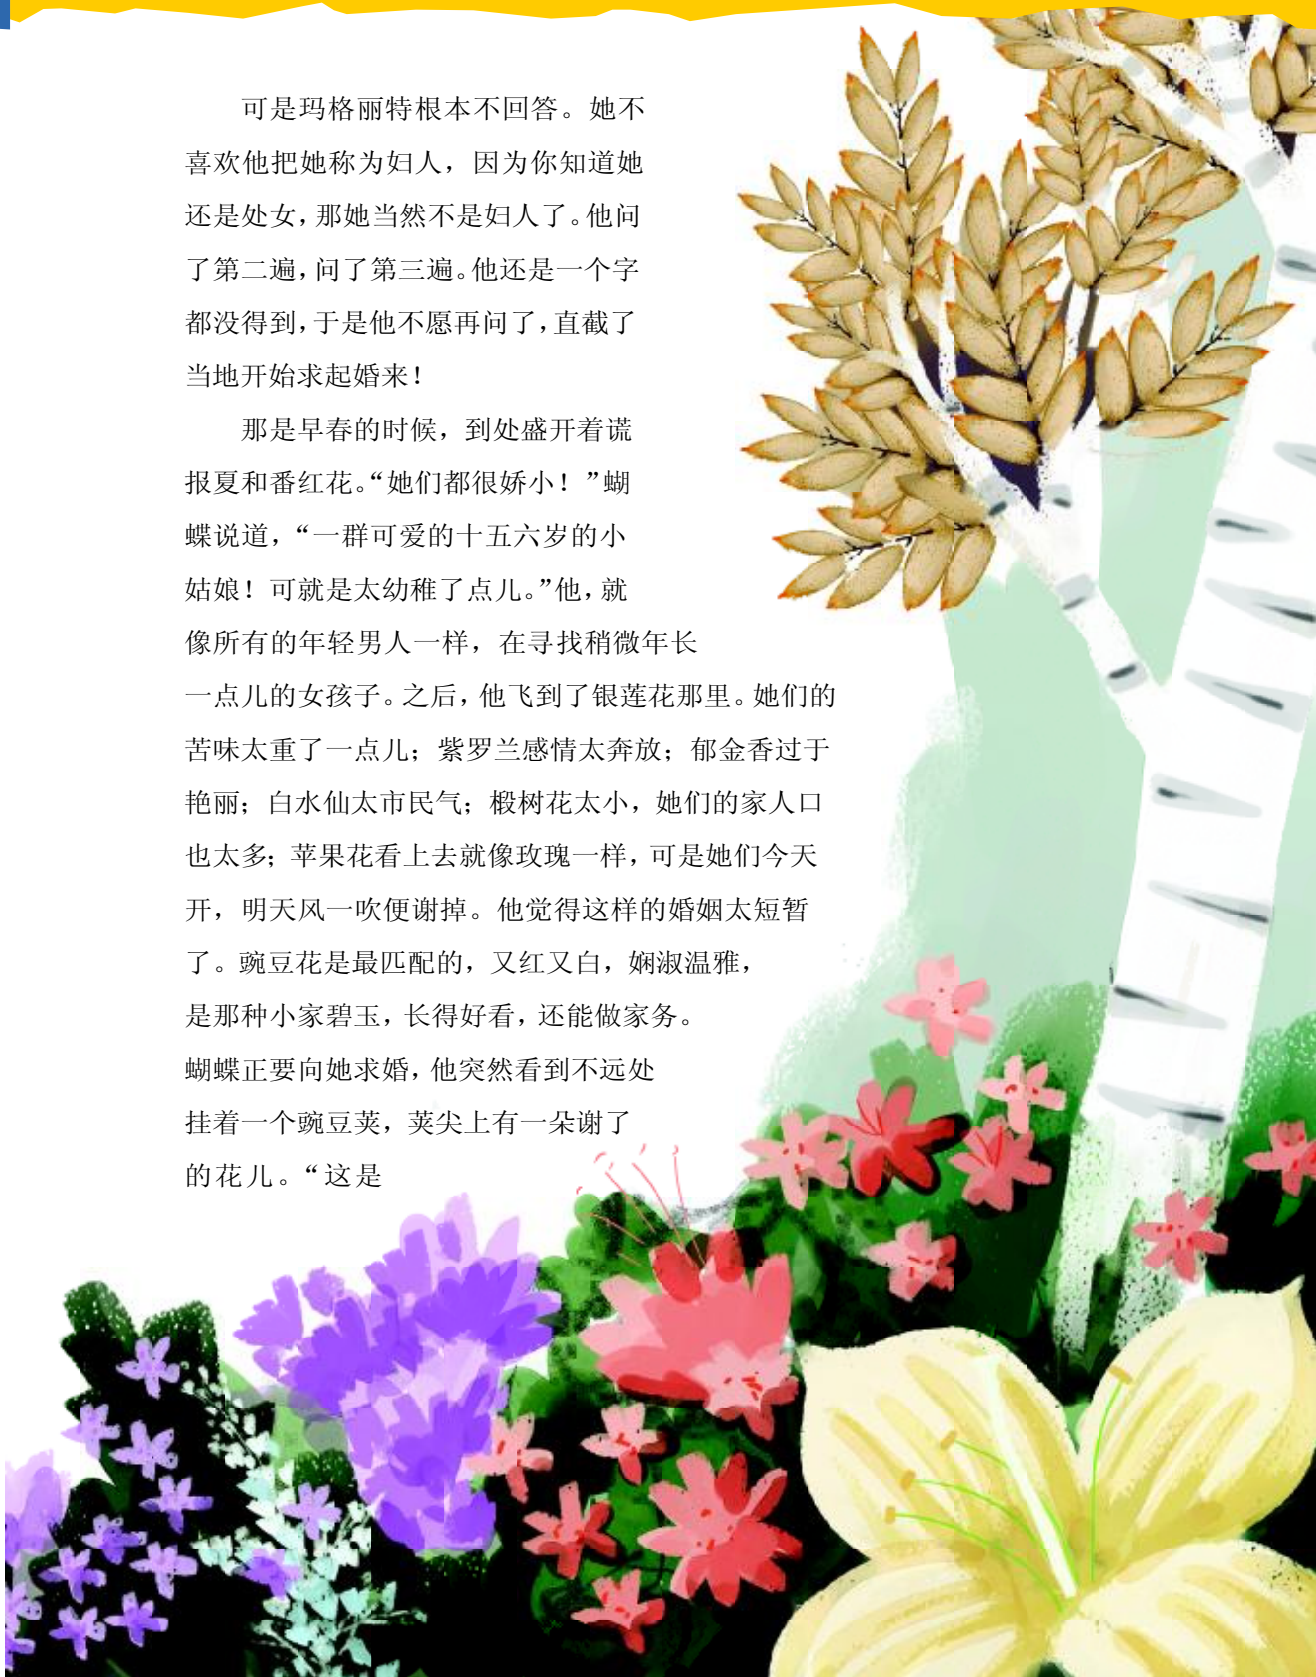 可是玛格丽特根本不回答。她不
喜欢他把她称为妇人，因为你知道她
还是处女，那她当然不是妇人了。他问
了第二遍，问了第三遍。他还是一个字
都没得到，于是他不愿再问了，直截了
当地开始求起婚来！
那是早春的时候，到处盛开着谎
报夏和番红花。“她们都很娇小！”蝴
蝶说道，“一群可爱的十五六岁的小
姑娘！可就是太幼稚了点儿。”他，就
像所有的年轻男人一样，在寻找稍微年长
一点儿的女孩子。之后，他飞到了银莲花那里。她们的
苦味太重了一点儿；紫罗兰感情太奔放；郁金香过于
艳丽；白水仙太市民气；椴树花太小，她们的家人口
也太多；苹果花看上去就像玫瑰一样，可是她们今天
开，明天风一吹便谢掉。他觉得这样的婚姻太短暂
了。豌豆花是最匹配的，又红又白，娴淑温雅，
是那种小家碧玉，长得好看，还能做家务。
蝴蝶正要向她求婚，他突然看到不远处
挂着一个豌豆荚，荚尖上有一朵谢了
的花儿。“这是